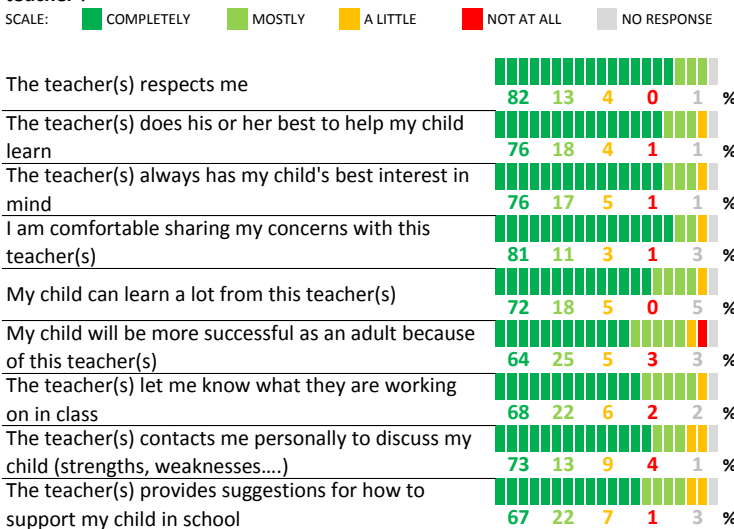 SCALE: COMPLETELY MOSTLY A LITTLE NOT AT ALL NO RESPONSE
The teacher(s) respects me
82 13 4 0 1 %
The teacher(s) does his or her best to help my child
learn
76 18 4 1 1 %
The teacher(s) always has my child's best interest in
mind
76 17 5 1 1 %
I am comfortable sharing my concerns with this
teacher(s)
81 11 3 1 3 %
My child can learn a lot from this teacher(s)
72 18 5 0 5 %
My child will be more successful as an adult because
of this teacher(s)
64 25 5 3 3 %
The teacher(s) let me know what they are working
on in class
68 22 6 2 2 %
The teacher(s) contacts me personally to discuss my
child (strengths, weaknesses....)
73 13 9 4 1 %
The teacher(s) provides suggestions for how to
support my child in school
67 22 7 1 3 %